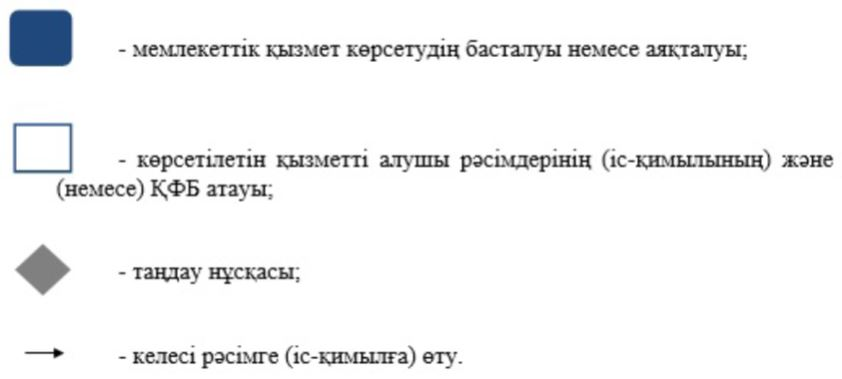 - мемлекеттік қызмет көрсетудің басталуы немесе аяқталуы;
- көрсетілетін қызметті алушы рәсімдерінің (іс-қимылының) және
(немесе) ҚФБ атауы;
- таңдау нұсқасы;
- келесі рәсімге (іс-қимылға) өту.